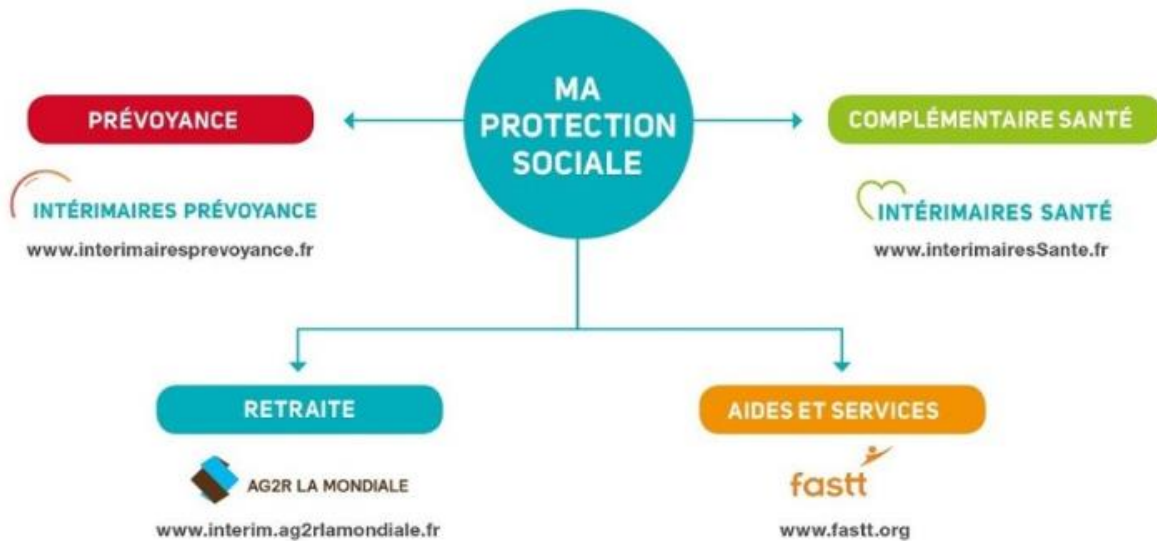 MA
PROTECTION
SOCIALE
PRÉVOYANCE
INTÉRIMAIRES PRÉVOYANCE
www.interimairesprevoyance.fr
COMPLÉMENTAIRE SANTÉ
INTÉRIMAIRES SANTÉ
www.interimairesSante.fr
RETRAITE
AG2R LA MONDIALE
www.interim.ag2rlamondiale.fr
AIDES ET SERVICES
fastt
www.fastt.org